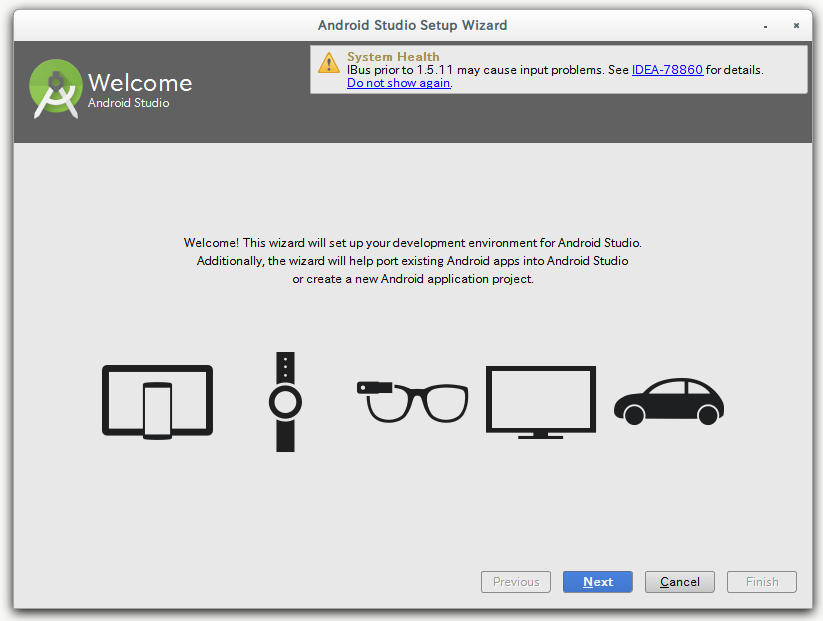 Android Studio Setup Wizard
System Health
IBus prior to 1.5.11 may cause input problems. See IDEA-78860 for details.
Do not show again.
Welcome
Android Studio
Welcome! This wizard will set up your development environment for Android Studio.
Additionally, the wizard will help port existing Android apps into Android Studio
or create a new Android application project.
Previous
Next
Cancel
Finish